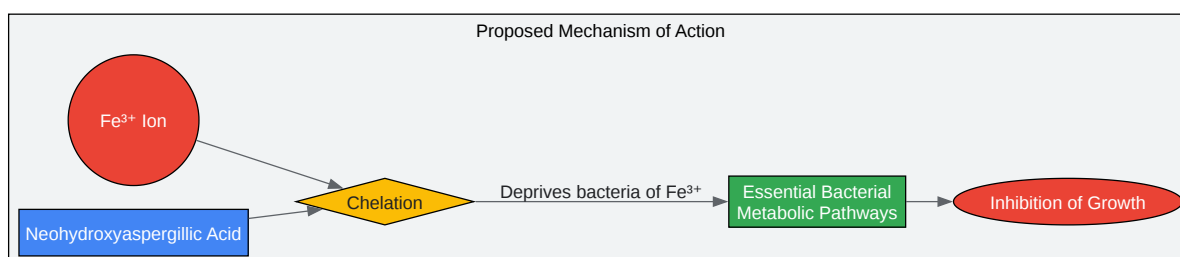 Proposed Mechanism of Action
Fe³⁺ Ion
Neohydroxyaspergillic Acid
Chelation
Deprives bacteria of Fe³⁺
Essential Bacterial
Metabolic Pathways
Inhibition of Growth